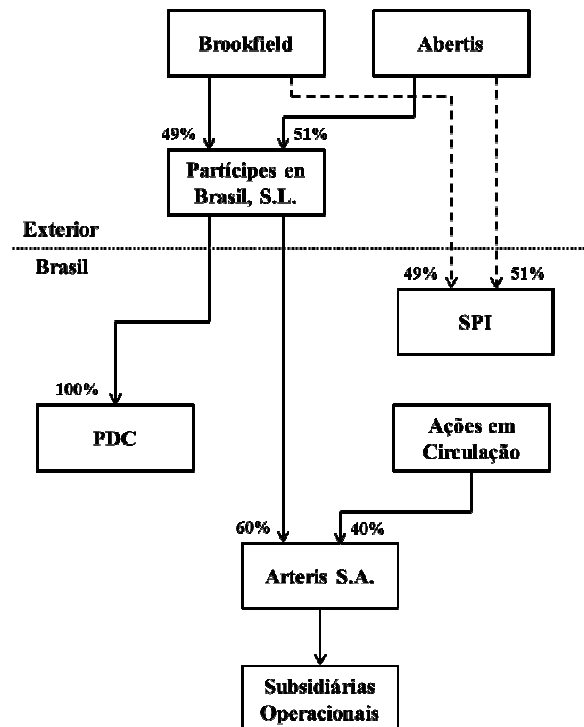 Brookfield
Abertis
49%
51%
Partícipes en
Brasil, S.L.
Exterior
Brasil
49%
51%
SPI
100%
PDC
Ações em
Circulação
60%
40%
Arteris S.A.
Subsidiárias
Operacionais